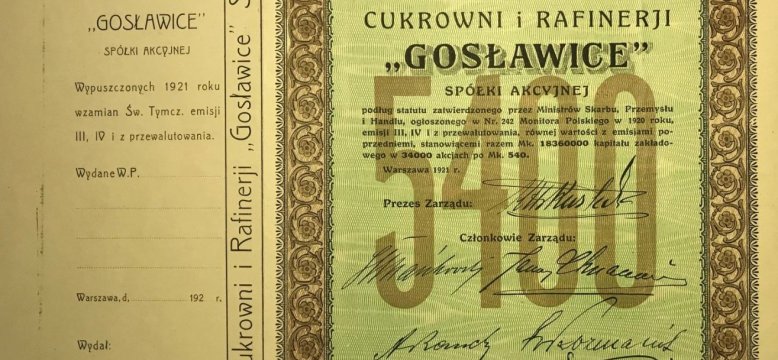 „GOSŁAWICE"
SPÓŁKI AKCYJNEJ
Wypuszczonych 1921 roku
wzamian Św. Tymcz. emisji
III, IV i z przewalutowania.
Wydane W.P.
Warszawa, d, 192 r.
Wydał:
Cukrowni i Rafinerji „Gosławice" S
CUKROWNI i RAFINERJI
„GOSŁAWICE"
SPÓŁKI AKCYJNEJ
5400
podług statutu zatwierdzonego przez Ministrów Skarbu, Przemysłu
i Handlu, ogłoszonego w Nr. 242 Monitora Polskiego w 1920 roku,
emisji III, IV i z przewalutowania, równej wartości z emisjami po-
przedniemi, stanowiącemi razem Mk. 18360000 kapitału zakłado-
wego w 34000 akcjach po Mk. 540.
Warszawa 1921 r.
Prezes Zarządu:
Członkowie Zarządu: